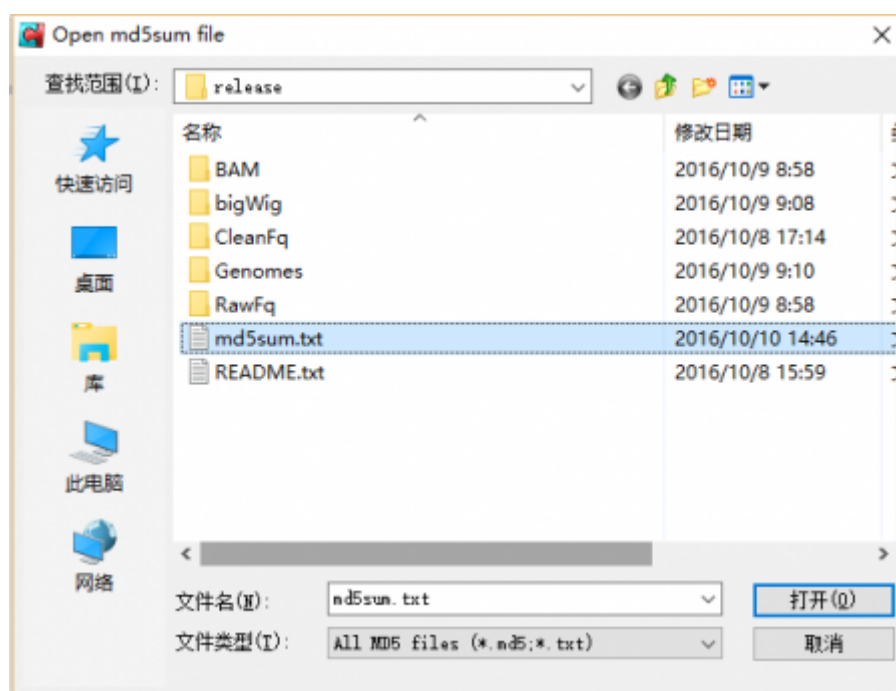 Open md5sum file
查找范围(I): release
名称 修改日期
BAM 2016/10/9 8:58
bigWig 2016/10/9 9:08
CleanFq 2016/10/8 17:14
Genomes 2016/10/9 9:10
RawFq 2016/10/9 8:58
md5sum.txt 2016/10/10 14:46
README.txt 2016/10/8 15:59
快速访问
桌面
库
此电脑
网络
文件名(N): md5sum.txt 打开(O)
文件类型(T): All MD5 files (*.md5;*.txt) 取消